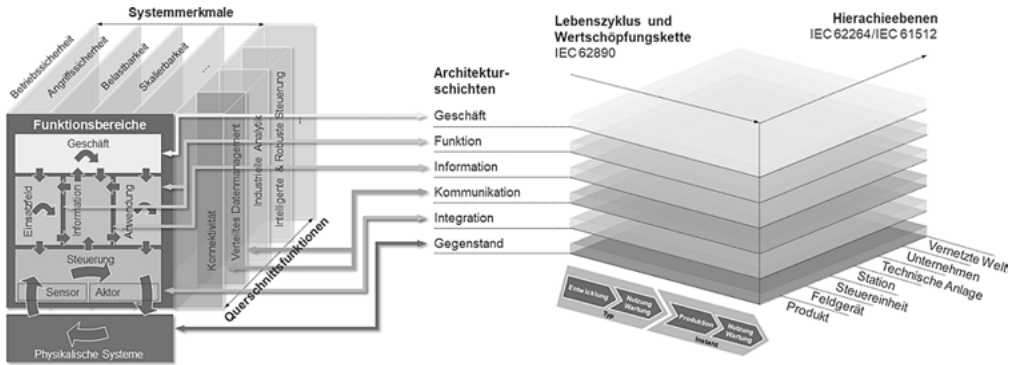 Systemmerkmale
Betriebssicherheit
Angriffssicherheit
Belastbarkeit
Skalierbarkeit
...
Funktionsbereiche
Geschäft
Einsatzfeld
Information
Anwendung
Steuerung
Sensor
Aktor
Physikalische Systeme
Konnektivität
Verteiltes Datenmanagement
Industrielle Analytik
Intelligente & Robuste Steuerung
...
Querschnittsfunktionen
Architektur-
schichten
Geschäft
Funktion
Information
Kommunikation
Integration
Gegenstand
Lebenszyklus und
Wertschöpfungskette
IEC 62890
Hierachieebenen
IEC 62264/IEC 61512
Vernetzte Welt
Unternehmen
Technische Anlage
Station
Steuereinheit
Feldgerät
Produkt
Entwicklung
Nutzung
Wartung
Typ
Produktion
Nutzung
Wartung
Instanz